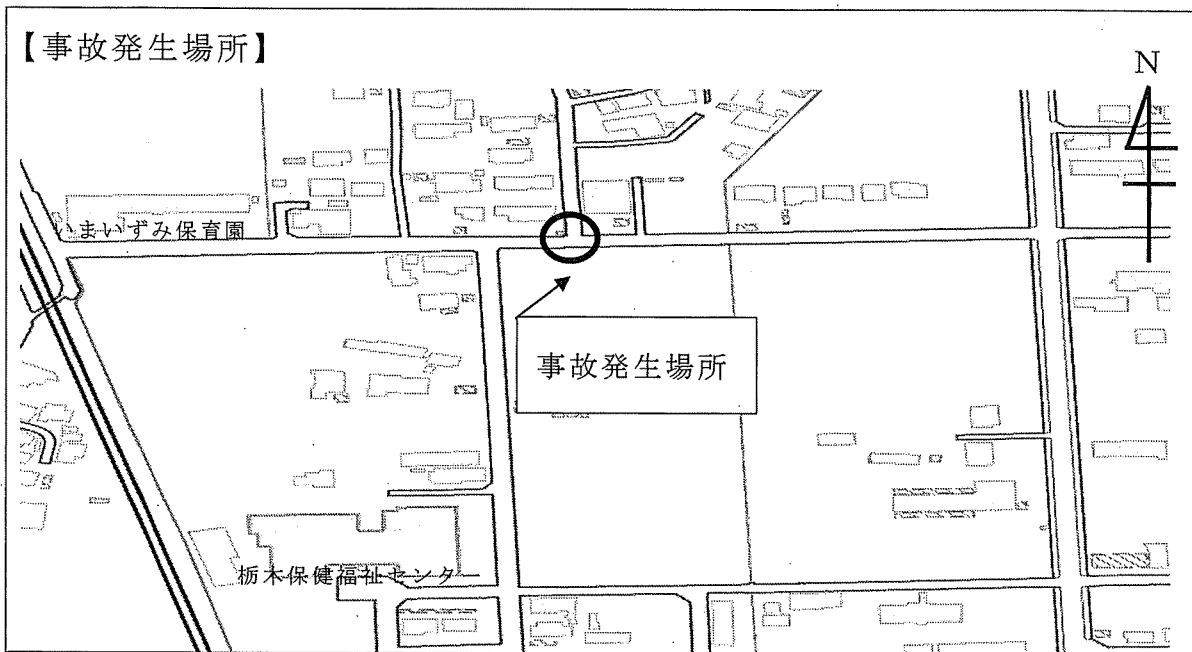 【事故発生場所】
N
いまいずみ保育園
事故発生場所
栃木保健福祉センター